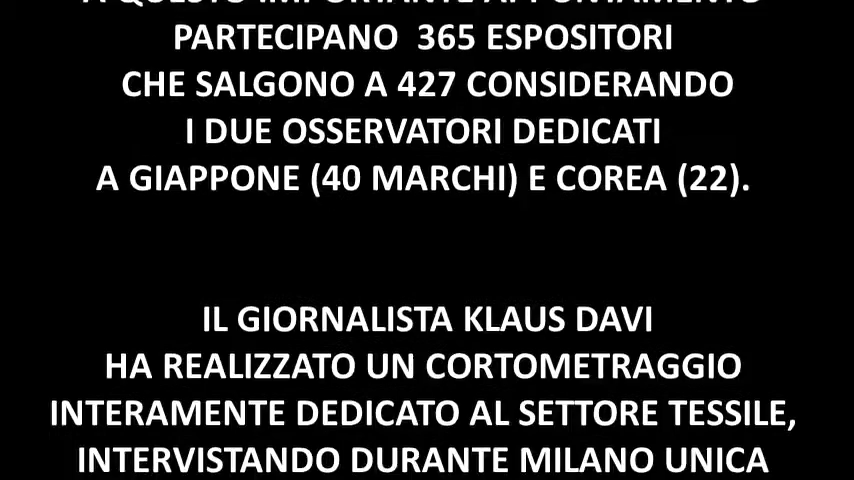 A QUESTO IMPORTANTE APPUNTAMENTO
PARTECIPANO 365 ESPOSITORI
CHE SALGONO A 427 CONSIDERANDO
I DUE OSSERVATORI DEDICATI
A GIAPPONE (40 MARCHI) E COREA (22).
IL GIORNALISTA KLAUS DAVI
HA REALIZZATO UN CORTOMETRAGGIO
INTERAMENTE DEDICATO AL SETTORE TESSILE,
INTERVISTANDO DURANTE MILANO UNICA